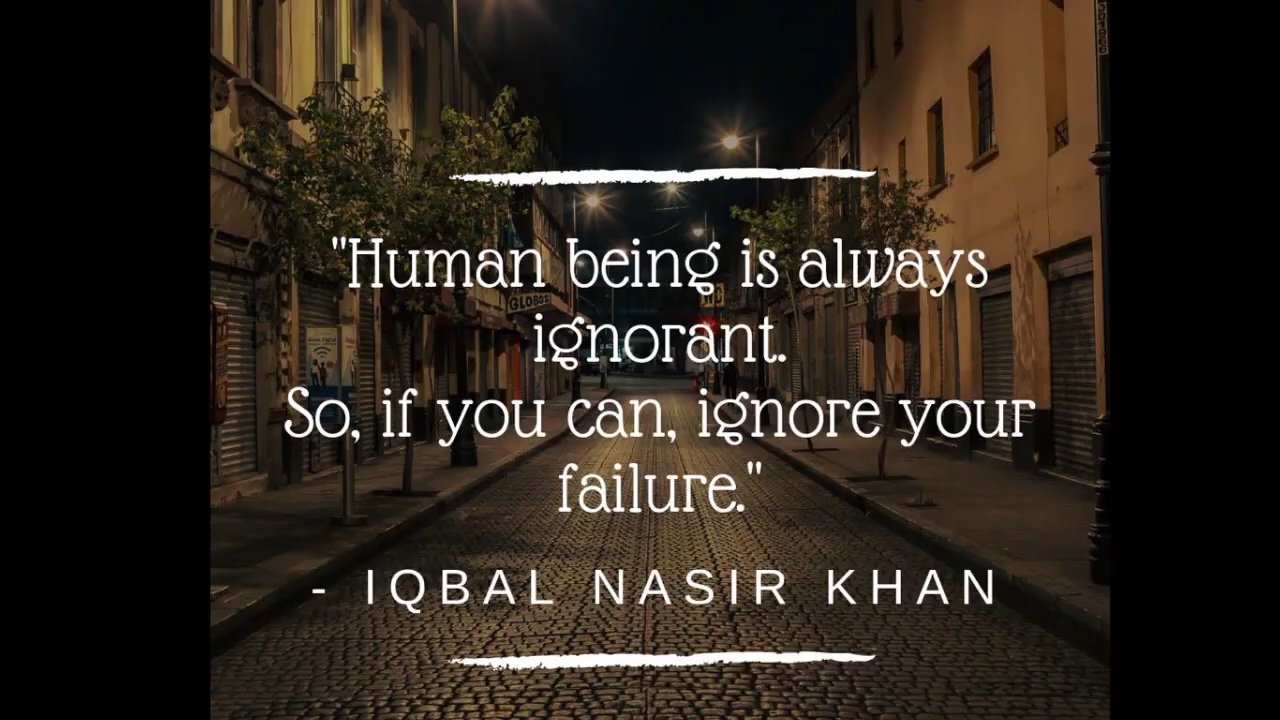 "Human being is always
ignorant.
So, if you can, ignore your
failure."
- IQBAL NASIR KHAN
GLOBOS